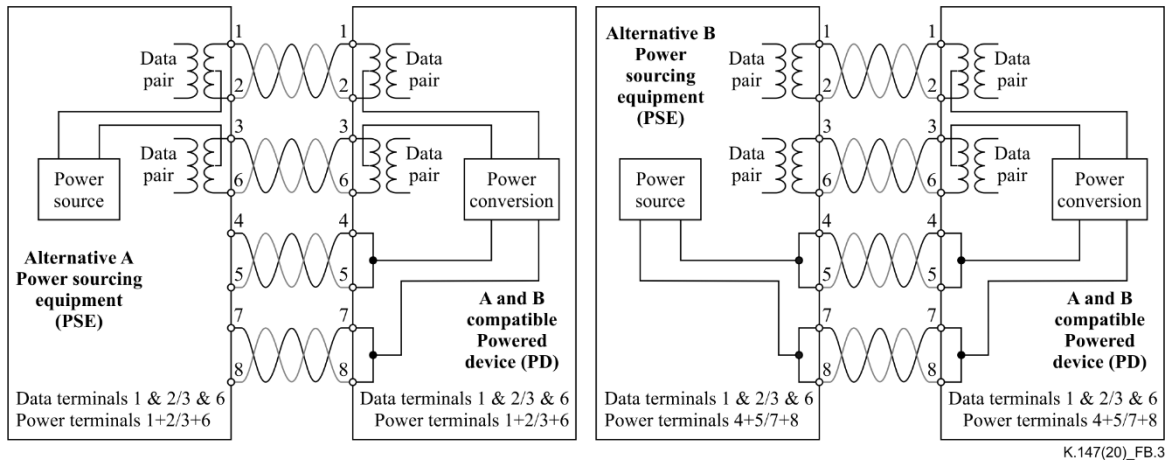 1
2
Data
pair
3
6
Data
pair
4
5
7
8
Power
source
Alternative A
Power sourcing
equipment
(PSE)
Data terminals 1 & 2/3 & 6
Power terminals 1+2/3+6
1
2
Data
pair
3
6
Data
pair
4
5
7
8
Power
conversion
A and B
compatible
Powered
device (PD)
Data terminals 1 & 2/3 & 6
Power terminals 1+2/3+6
Alternative B
Power
sourcing
equipment
(PSE)
1
2
Data
pair
3
6
Data
pair
4
5
7
8
Power
source
Data terminals 1 & 2/3 & 6
Power terminals 4+5/7+8
1
2
Data
pair
3
6
Data
pair
4
5
7
8
Power
conversion
A and B
compatible
Powered
device (PD)
Data terminals 1 & 2/3 & 6
Power terminals 4+5/7+8
K.147(20)_FB.3